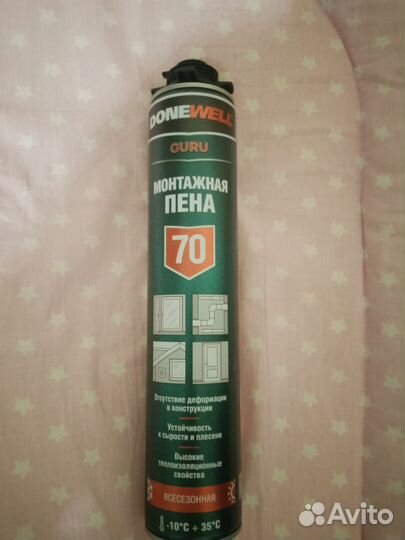 DONEWELL
GURU
МОНТАЖНАЯ
ПЕНА
70
Отсутствие деформации
в конструкции
Устойчивость
к сырости и плесени
Высокие
теплоизоляционные
свойства
ВСЕСЕЗОННАЯ
-10°C ÷ 35°C
Avito